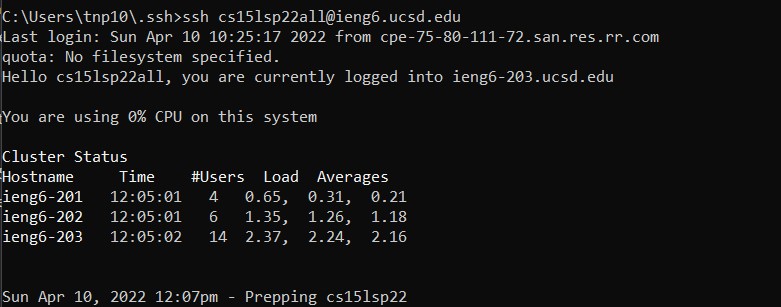 C:\Users\tnp10\.ssh>ssh cs15lsp22all@ieng6.ucsd.edu
Last login: Sun Apr 10 10:25:17 2022 from cpe-75-80-111-72.san.res.rr.com
quota: No filesystem specified.
Hello cs15lsp22all, you are currently logged into ieng6-203.ucsd.edu
You are using 0% CPU on this system
Cluster Status
Hostname Time #Users Load Averages
ieng6-201 12:05:01 4 0.65, 0.31, 0.21
ieng6-202 12:05:01 6 1.35, 1.26, 1.18
ieng6-203 12:05:02 14 2.37, 2.24, 2.16
Sun Apr 10, 2022 12:07pm - Prepping cs15lsp22